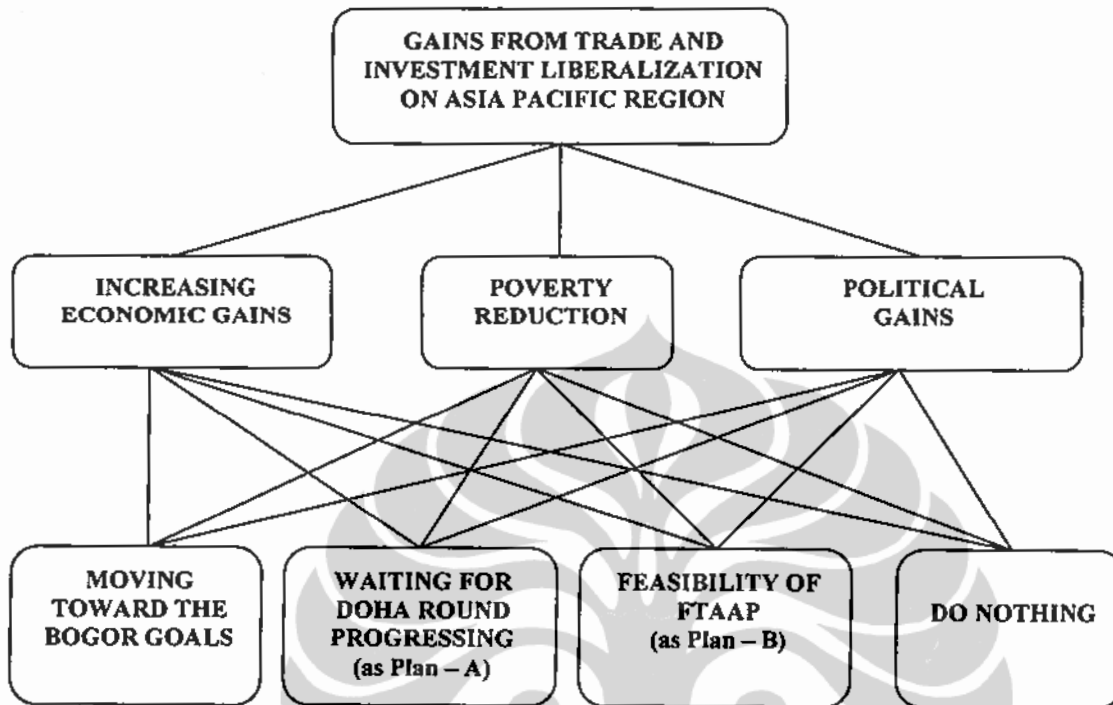 GAINS FROM TRADE AND
INVESTMENT LIBERALIZATION
ON ASIA PACIFIC REGION
INCREASING
ECONOMIC GAINS
POVERTY
REDUCTION
POLITICAL
GAINS
MOVING
TOWARD THE
BOGOR GOALS
WAITING FOR
DOHA ROUND
PROGRESSING
(as Plan – A)
FEASIBILITY OF
FTAAP
(as Plan – B)
DO NOTHING